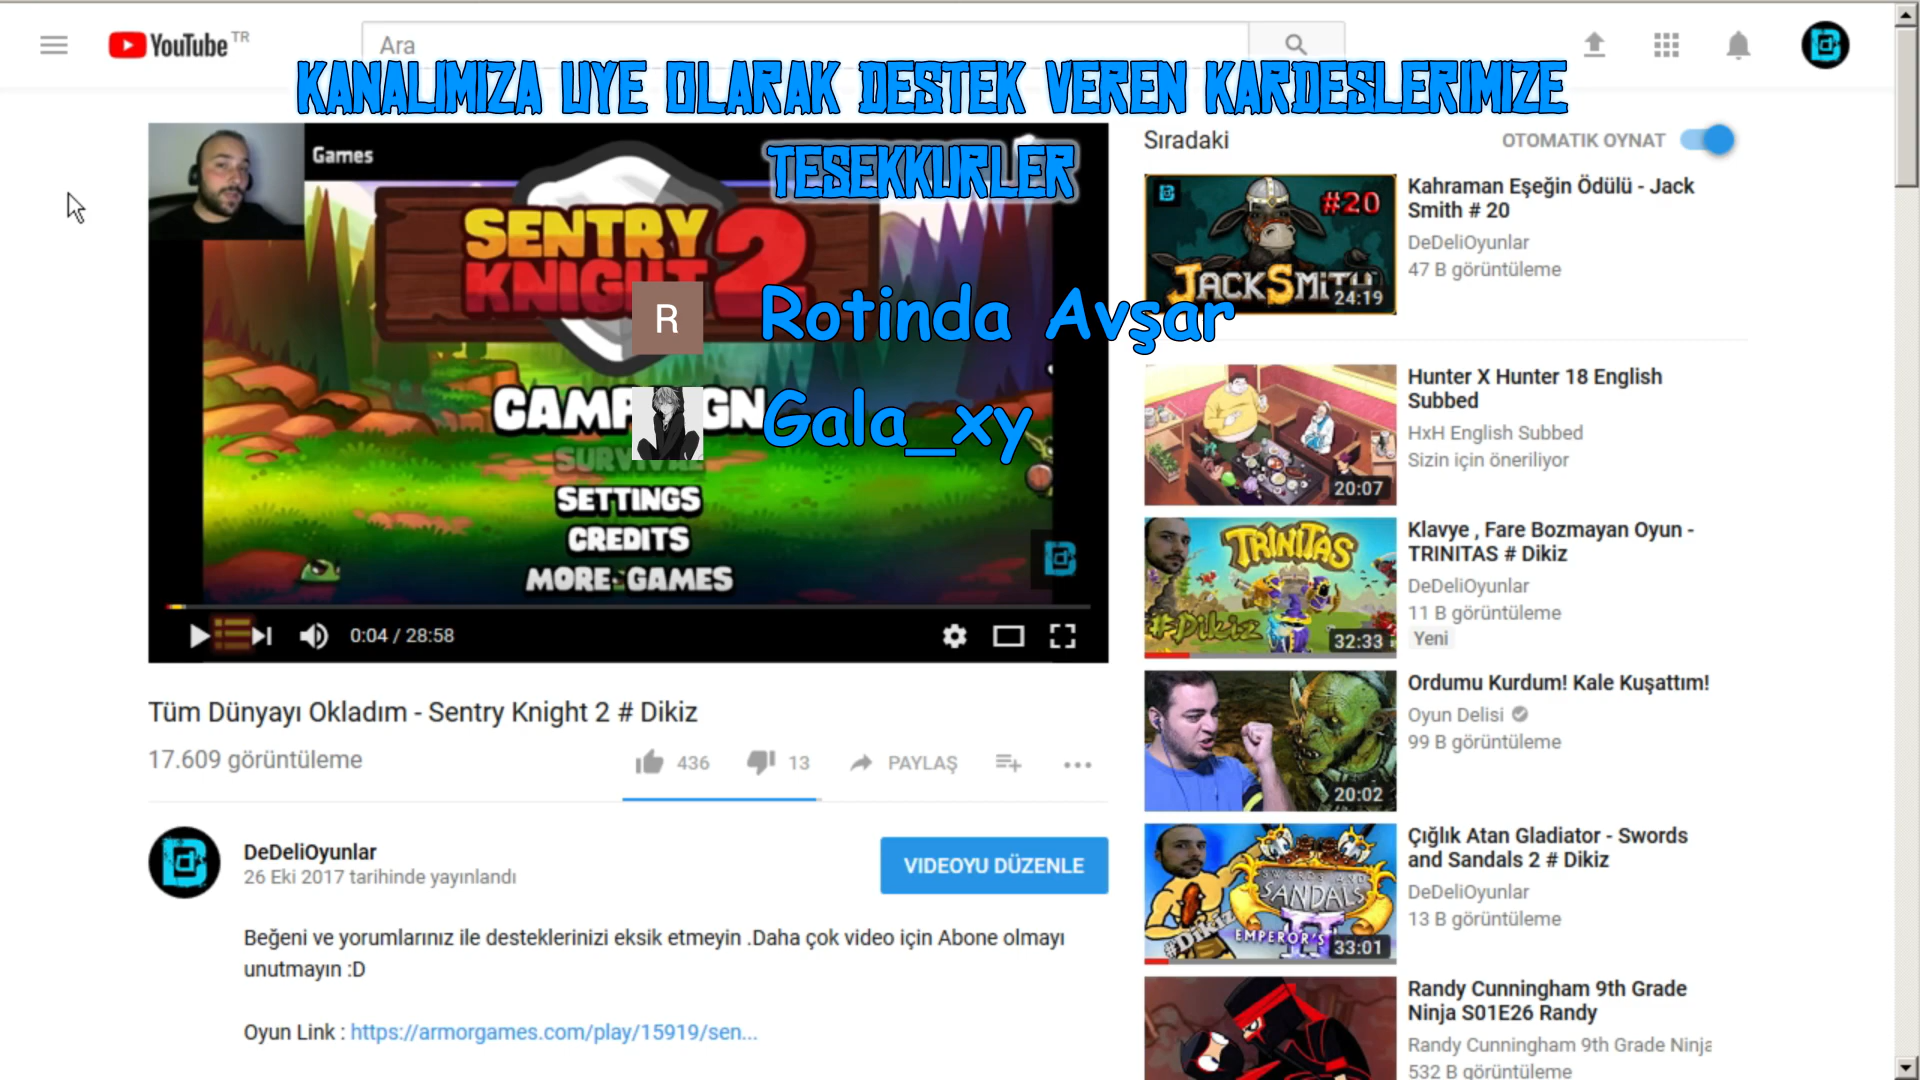 YouTube TR
Ara
KANALIMIZA UYE OLARAK DESTEK VEREN KARDESLERIMIZE
TESEKKURLER
Games
SENTRY
KNIGHT 2
R
Rotinda Avşar
Gala_xy
SURVIVAL
SETTINGS
CREDITS
MORE GAMES
0:04 / 28:58
Tüm Dünyayı Okladım - Sentry Knight 2 # Dikiz
17.609 görüntüleme
436
13
PAYLAŞ
DeDeliOyunlar
26 Eki 2017 tarihinde yayınlandı
VIDEOYU DÜZENLE
Beğeni ve yorumlarınız ile desteklerinizi eksik etmeyin .Daha çok video için Abone olmayı
unutmayın :D
Oyun Link : https://armorgames.com/play/15919/sen...
Sıradaki
OTOMATIK OYNAT
#20
JACKSMITH
24:19
Kahraman Eşeğin Ödülü - Jack
Smith # 20
DeDeliOyunlar
47 B görüntüleme
20:07
Hunter X Hunter 18 English
Subbed
HxH English Subbed
Sizin için öneriliyor
TRINITAS
#Dikiz
32:33
Klavye , Fare Bozmayan Oyun -
TRINITAS # Dikiz
DeDeliOyunlar
11 B görüntüleme
Yeni
20:02
Ordumu Kurdum! Kale Kuşattım!
Oyun Delisi
99 B görüntüleme
SWORDS AND
SANDALS
II
EMPEROR'S
#Dikiz
33:01
Çığlık Atan Gladiator - Swords
and Sandals 2 # Dikiz
DeDeliOyunlar
13 B görüntüleme
Randy Cunningham 9th Grade
Ninja S01E26 Randy
Randy Cunningham 9th Grade Ninja
532 B görüntüleme